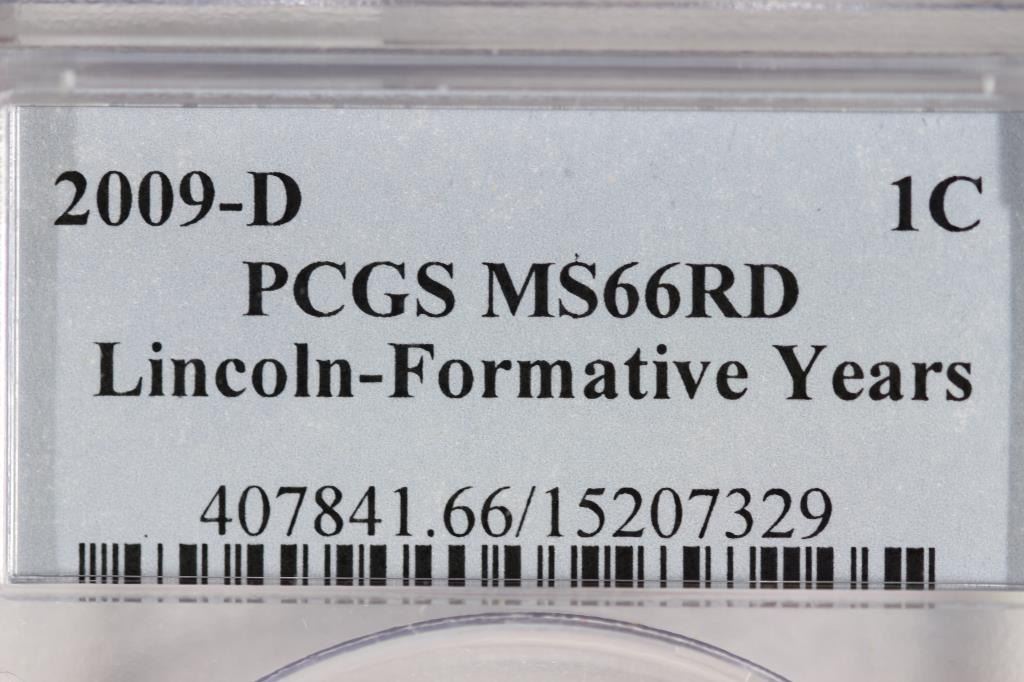 2009-D 1C
PCGS MS66RD
Lincoln-Formative Years
407841.66/15207329